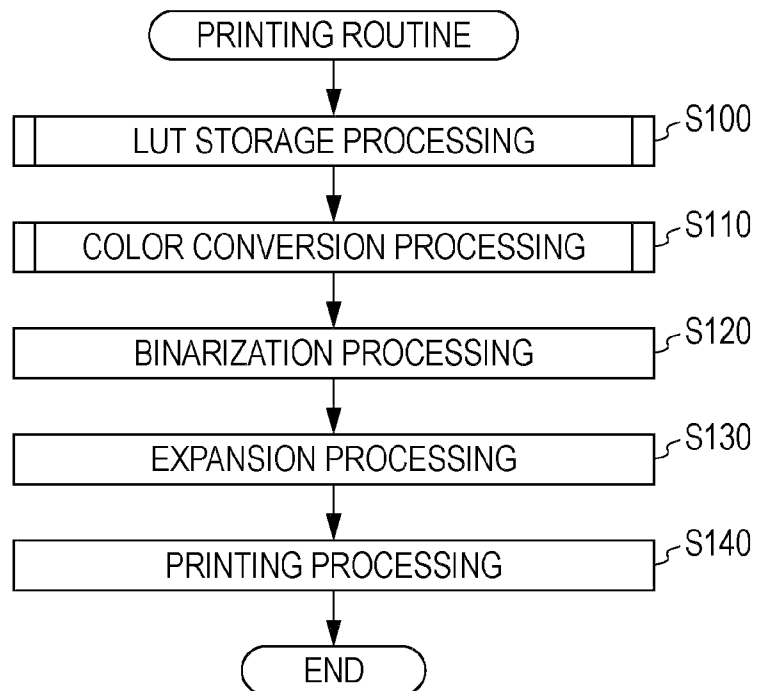 PRINTING ROUTINE
LUT STORAGE PROCESSING
S100
COLOR CONVERSION PROCESSING
S110
BINARIZATION PROCESSING
S120
EXPANSION PROCESSING
S130
PRINTING PROCESSING
S140
END